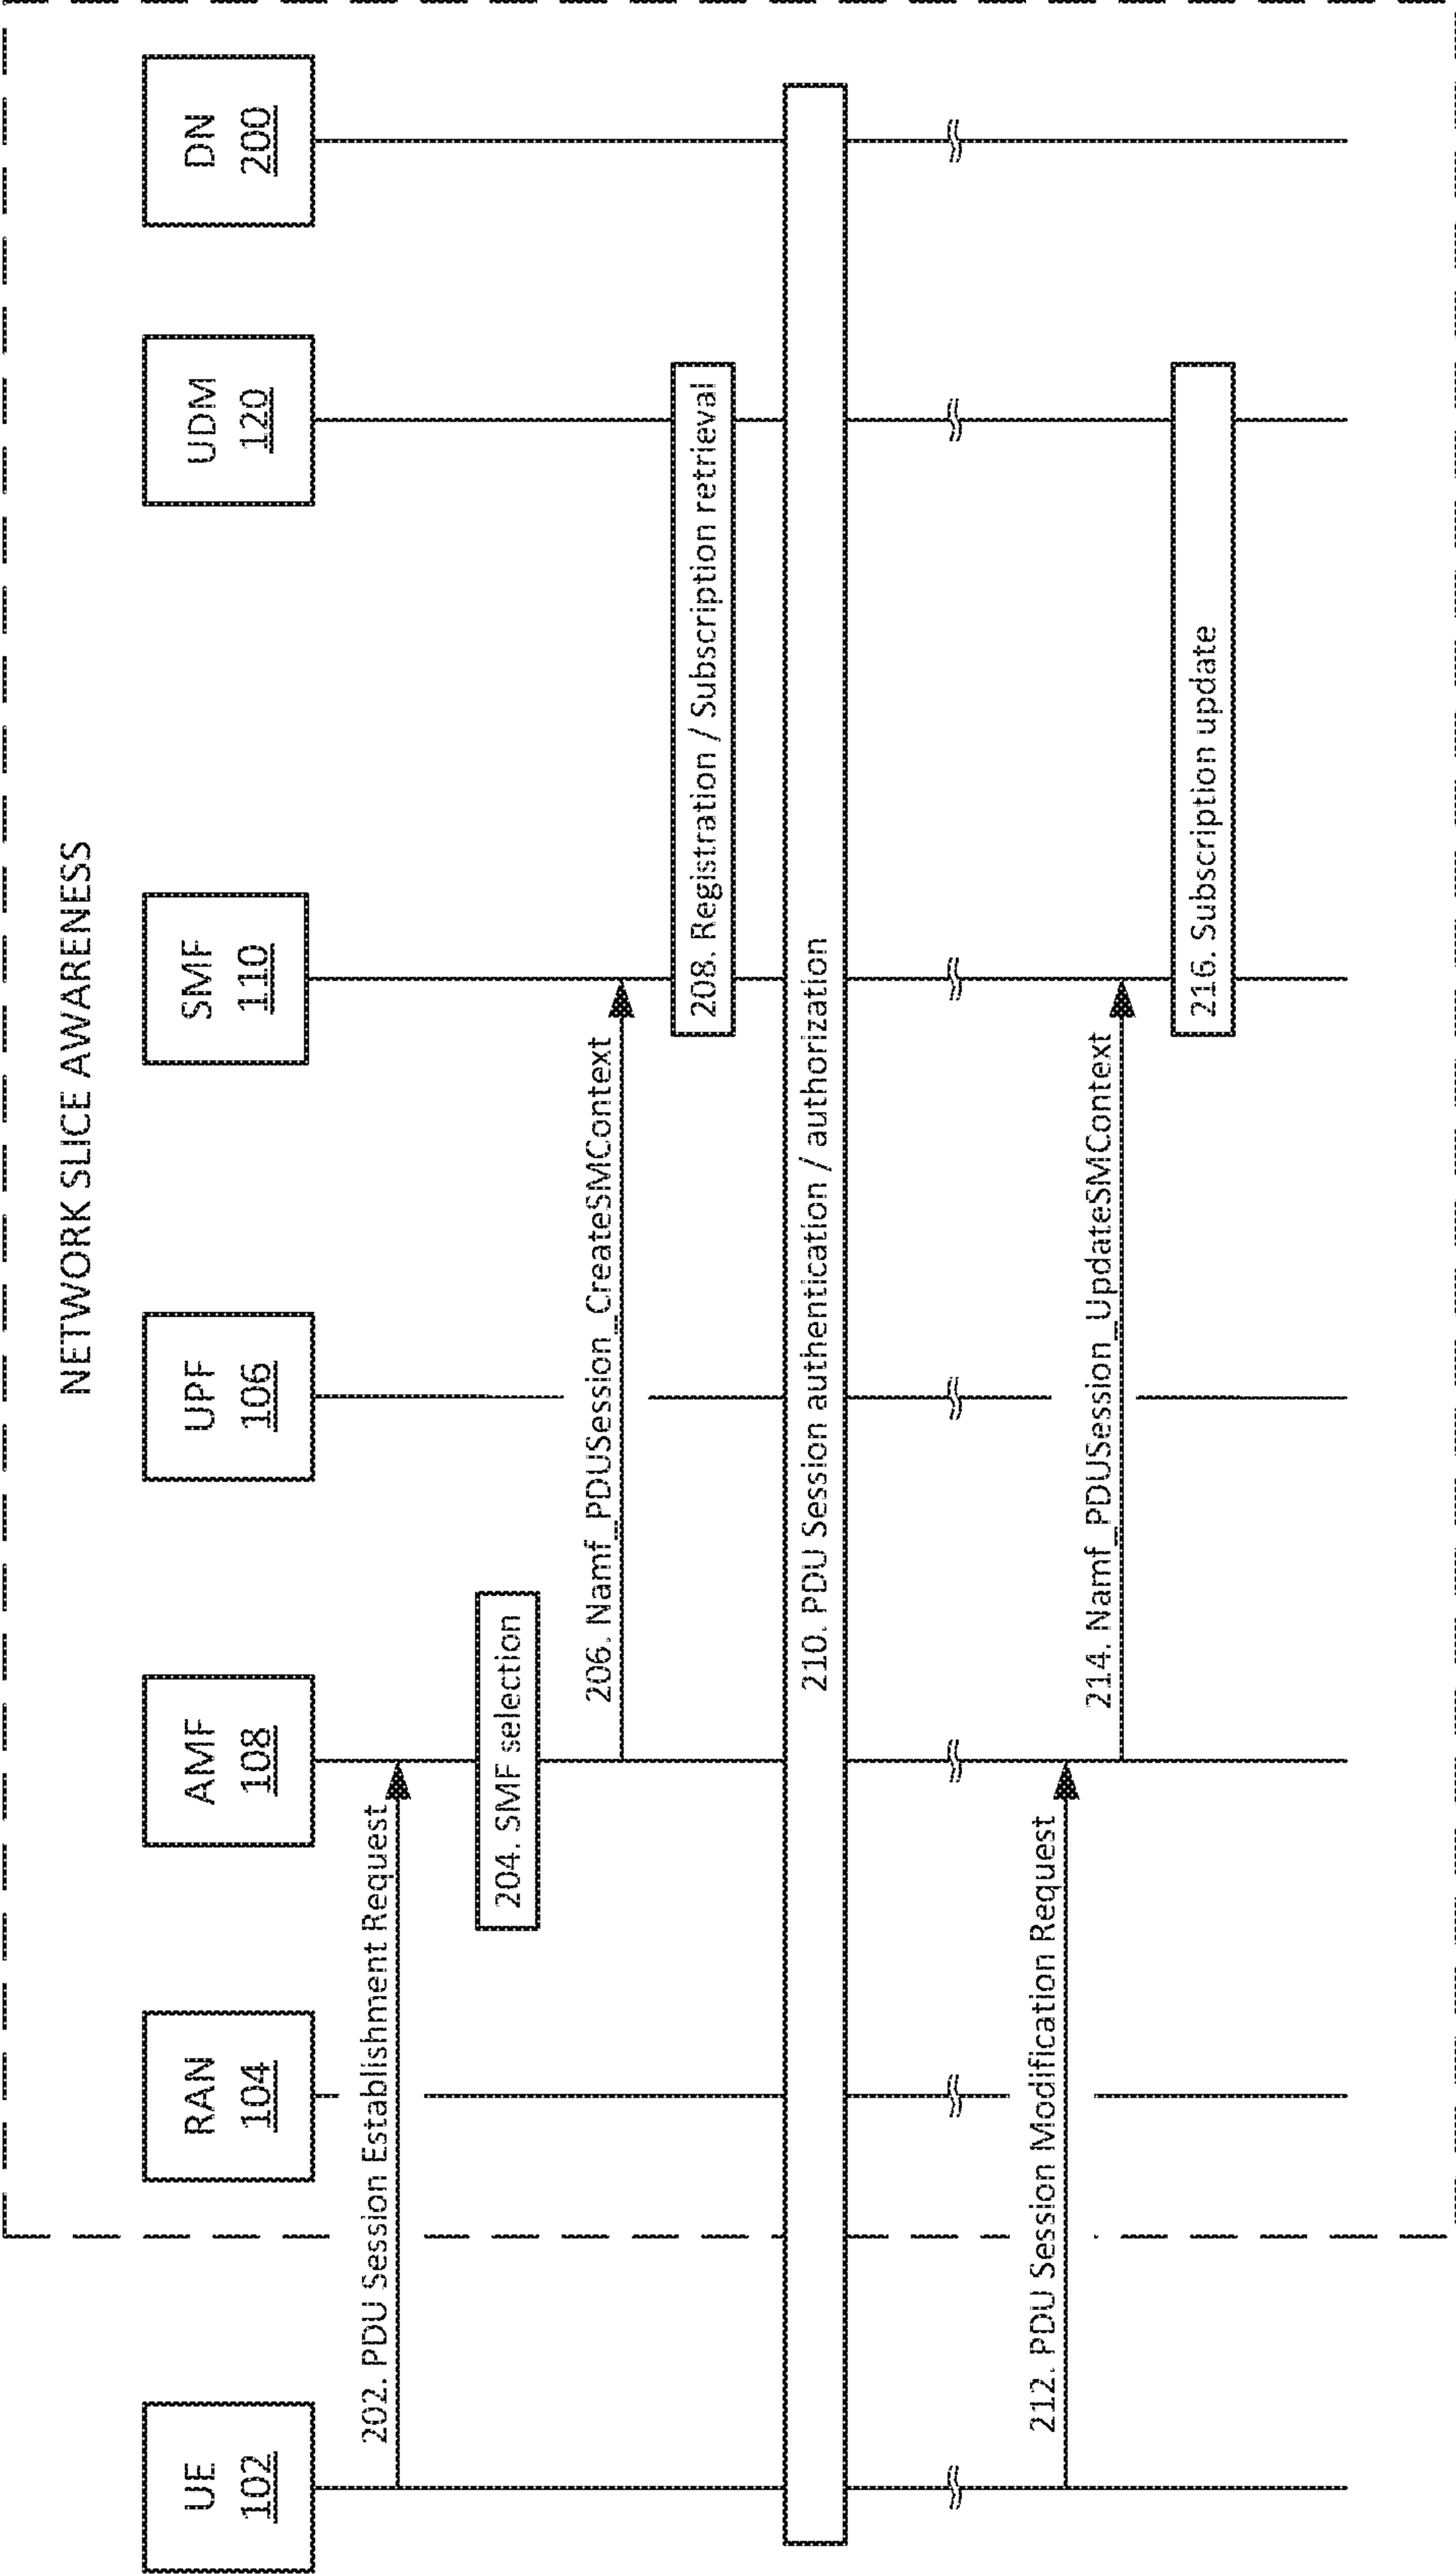 NETWORK SLICE AWARENESS
UE
102
RAN
104
AMF
108
UPF
106
SMF
110
UDM
120
DN
200
202. PDU Session Establishment Request
204. SMF selection
206. Namf_PDUSession_CreateSMContext
208. Registration / Subscription retrieval
210. PDU Session authentication / authorization
212. PDU Session Modification Request
214. Namf_PDUSession_UpdateSMContext
216. Subscription update